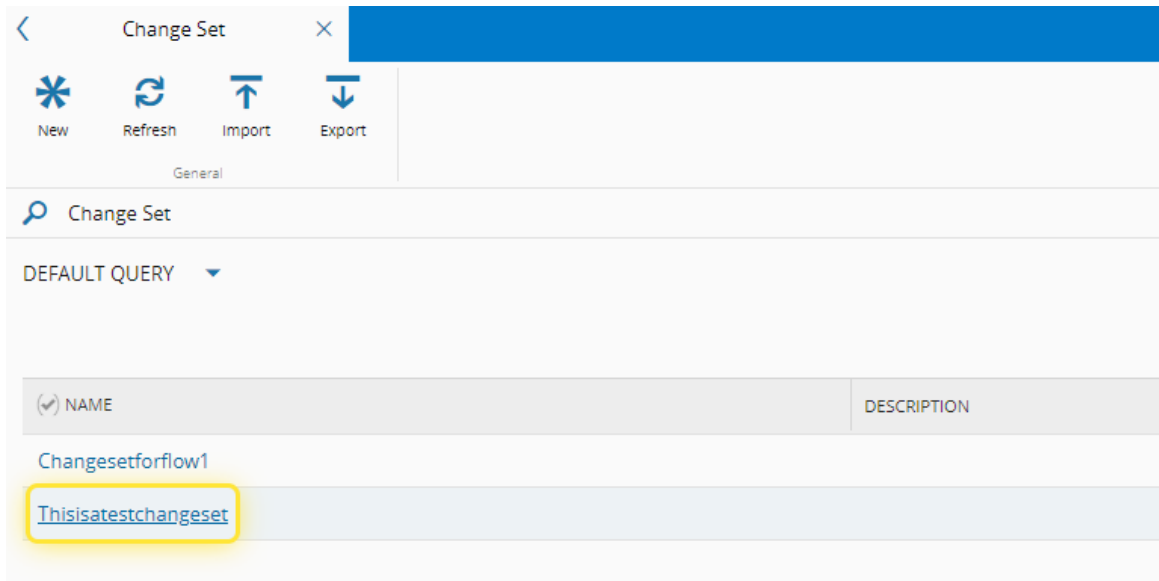 Change Set
New Refresh Import Export
General
Change Set
DEFAULT QUERY
NAME DESCRIPTION
Changesetforflow1
Thisisatestchangeset